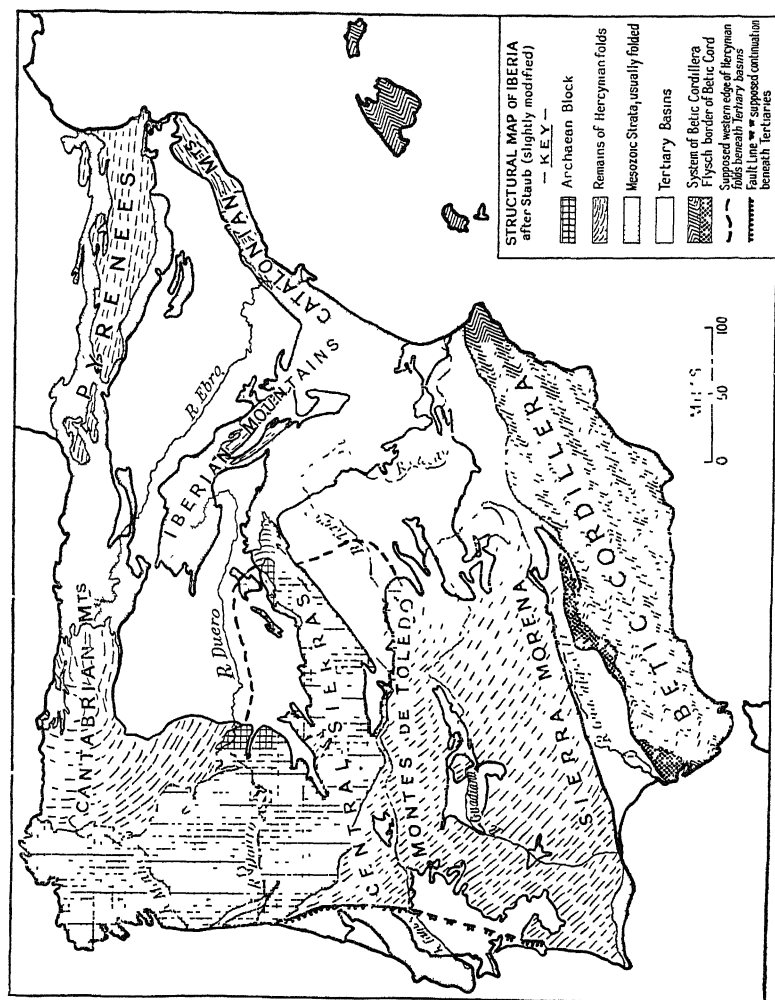 STRUCTURAL MAP OF IBERIA
after Staub (slightly modified)
— KEY —
Archaean Block
Remains of Hercynian folds
Mesozoic Strata, usually folded
Tertiary Basins
System of Betic Cordillera
Flysch border of Betic Cord
Supposed western edge of Hercynian
folds beneath Tertiary basins
Fault Line supposed continuation
beneath Tertiaries
CANTABRIAN MTS
PYRENEES
CATALONIAN MTS
R Ebro
IBERIAN MOUNTAINS
R Duero
CENTRAL SIERRAS
MONTES DE TOLEDO
Guadiana
SIERRA MORENA
BETIC CORDILLERA
0 50 100